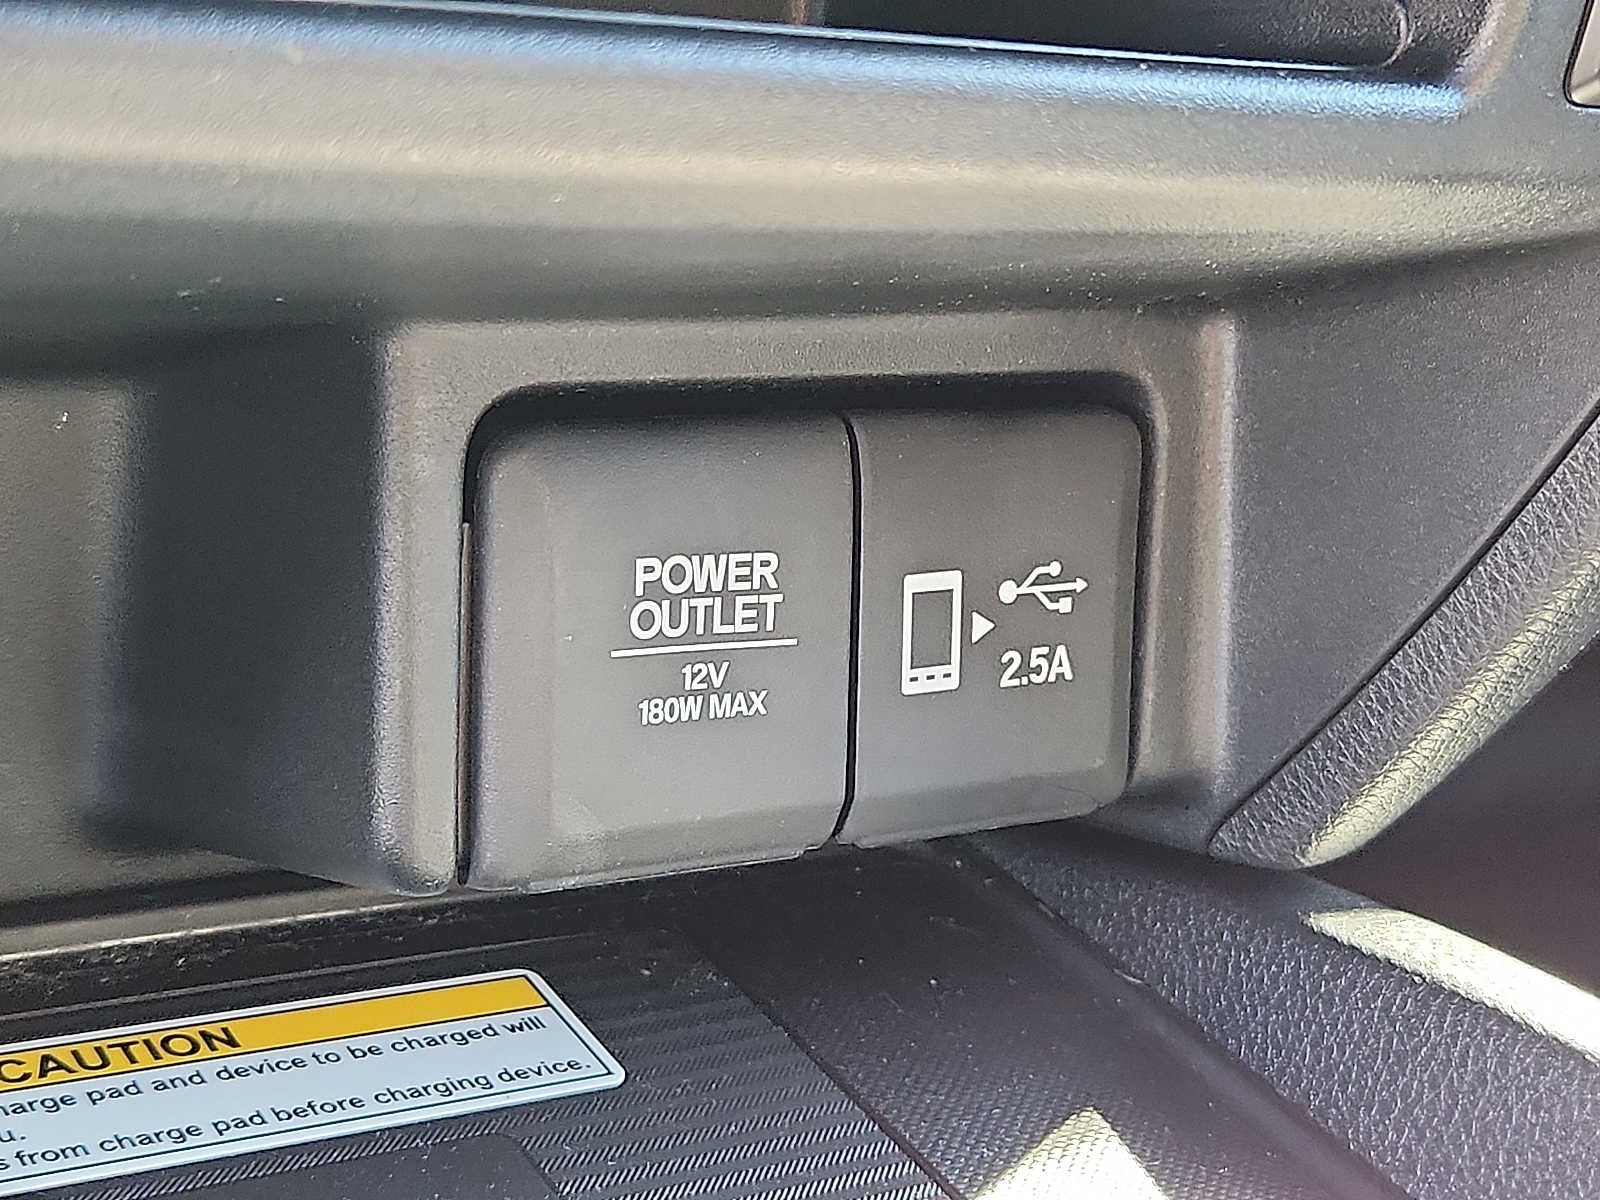 POWER
OUTLET
12V
180W MAX
2.5A
CAUTION
harge pad and device to be charged will
u.
s from charge pad before charging device.